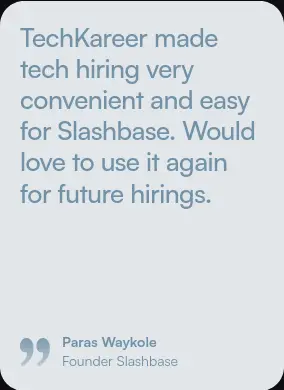 TechKareer made
tech hiring very
convenient and easy
for Slashbase. Would
love to use it again
for future hirings.
Paras Waykole
Founder Slashbase